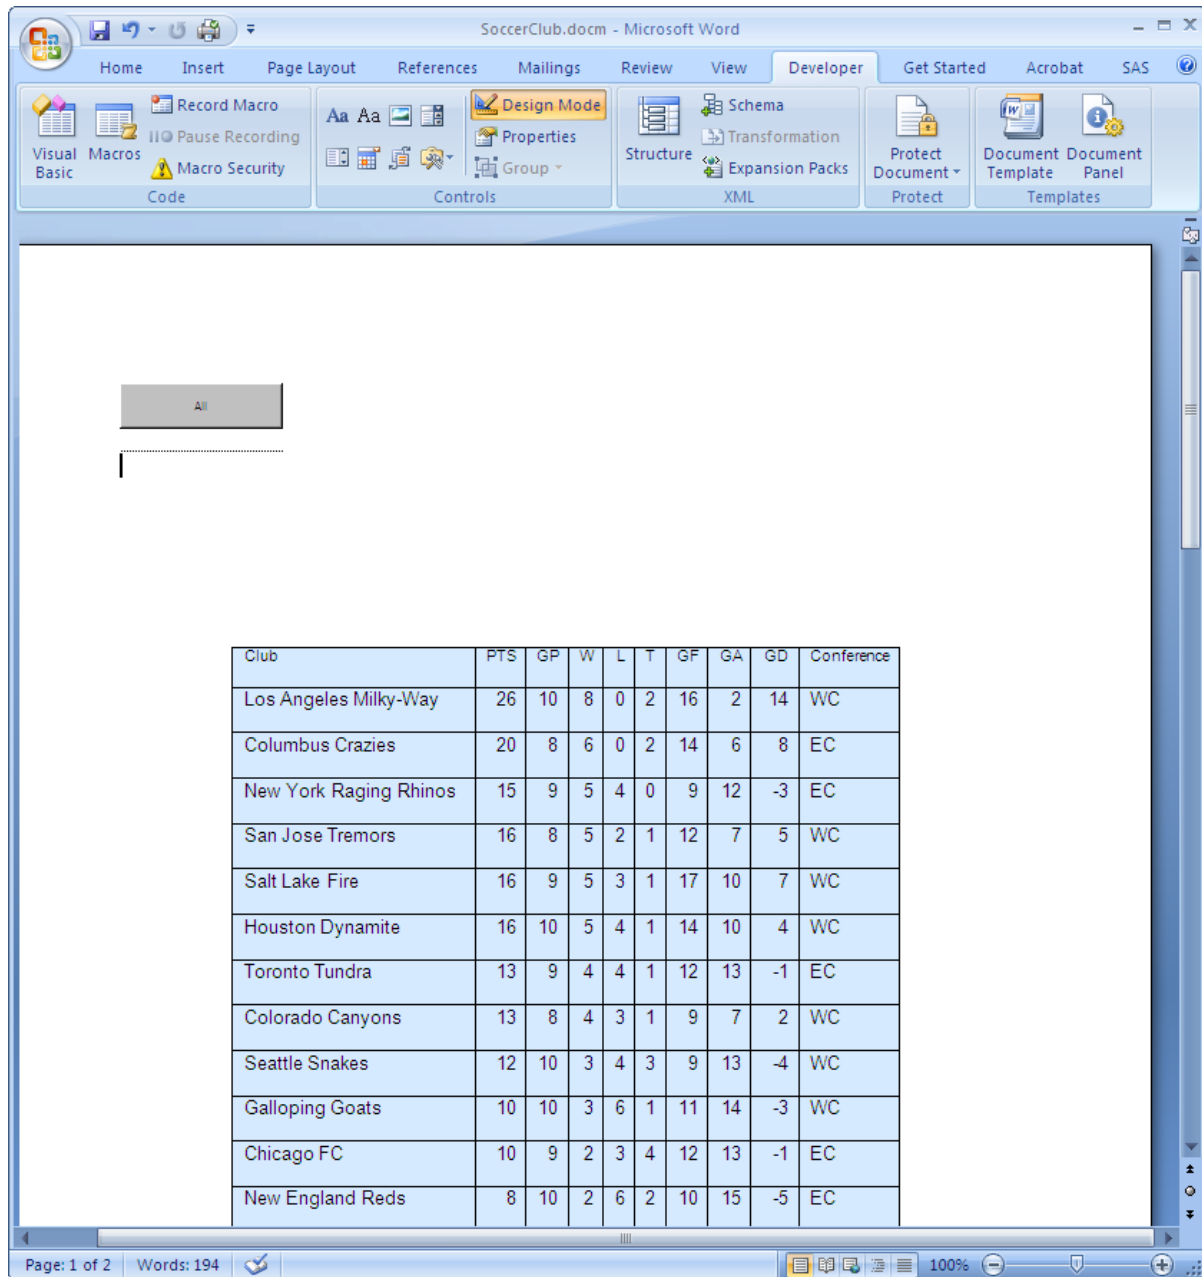 SoccerClub.docm - Microsoft Word
Home Insert Page Layout References Mailings Review View Developer Get Started Acrobat SAS
Visual Basic
Macros
Record Macro
Pause Recording
Macro Security
Code
Aa Aa
Design Mode
Properties
Group
Controls
Structure
Schema
Transformation
Expansion Packs
XML
Protect Document
Protect
Document Template
Document Panel
Templates
All
Club PTS GP W L T GF GA GD Conference
Los Angeles Milky-Way 26 10 8 0 2 16 2 14 WC
Columbus Crazies 20 8 6 0 2 14 6 8 EC
New York Raging Rhinos 15 9 5 4 0 9 12 -3 EC
San Jose Tremors 16 8 5 2 1 12 7 5 WC
Salt Lake Fire 16 9 5 3 1 17 10 7 WC
Houston Dynamite 16 10 5 4 1 14 10 4 WC
Toronto Tundra 13 9 4 4 1 12 13 -1 EC
Colorado Canyons 13 8 4 3 1 9 7 2 WC
Seattle Snakes 12 10 3 4 3 9 13 -4 WC
Galloping Goats 10 10 3 6 1 11 14 -3 WC
Chicago FC 10 9 2 3 4 12 13 -1 EC
New England Reds 8 10 2 6 2 10 15 -5 EC
Page: 1 of 2 Words: 194 100%